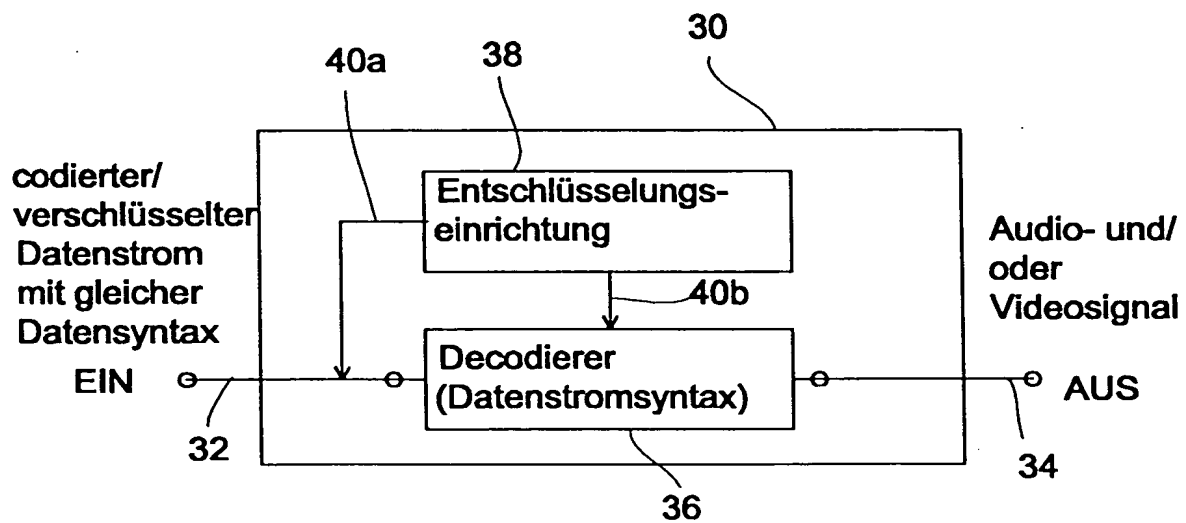 30
38
40a
codierter/
verschlüsselter
Datenstrom
mit gleicher
Datensyntax
EIN
32
Entschlüsselungs-
einrichtung
40b
Decodierer
(Datenstromsyntax)
36
Audio- und/
oder
Videosignal
AUS
34